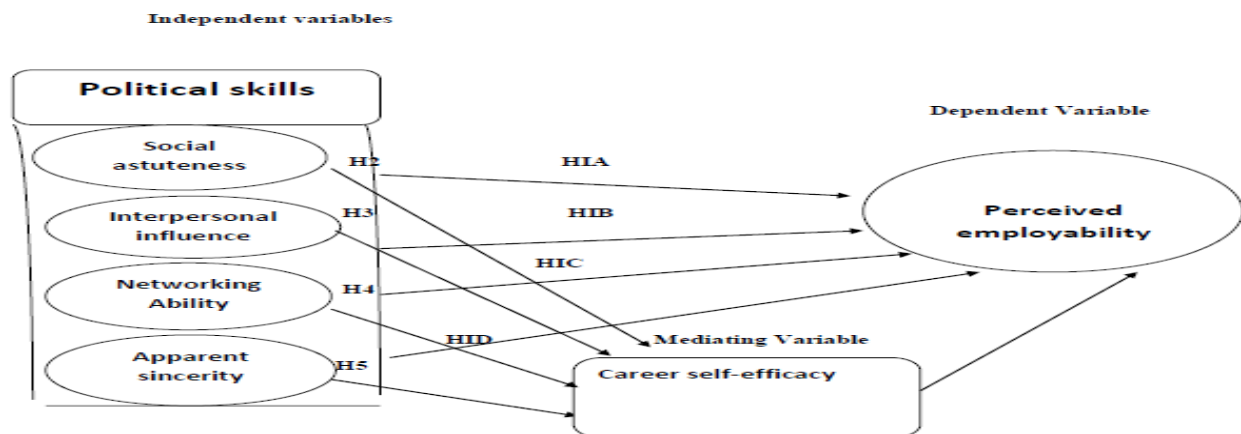 Independent variables
Political skills
Dependent Variable
Social
astuteness
H2
HIA
Interpersonal
influence
H3
HIB
Perceived
employability
HIC
Networking
Ability
H4
HID
Mediating Variable
Apparent
sincerity
H5
Career self-efficacy